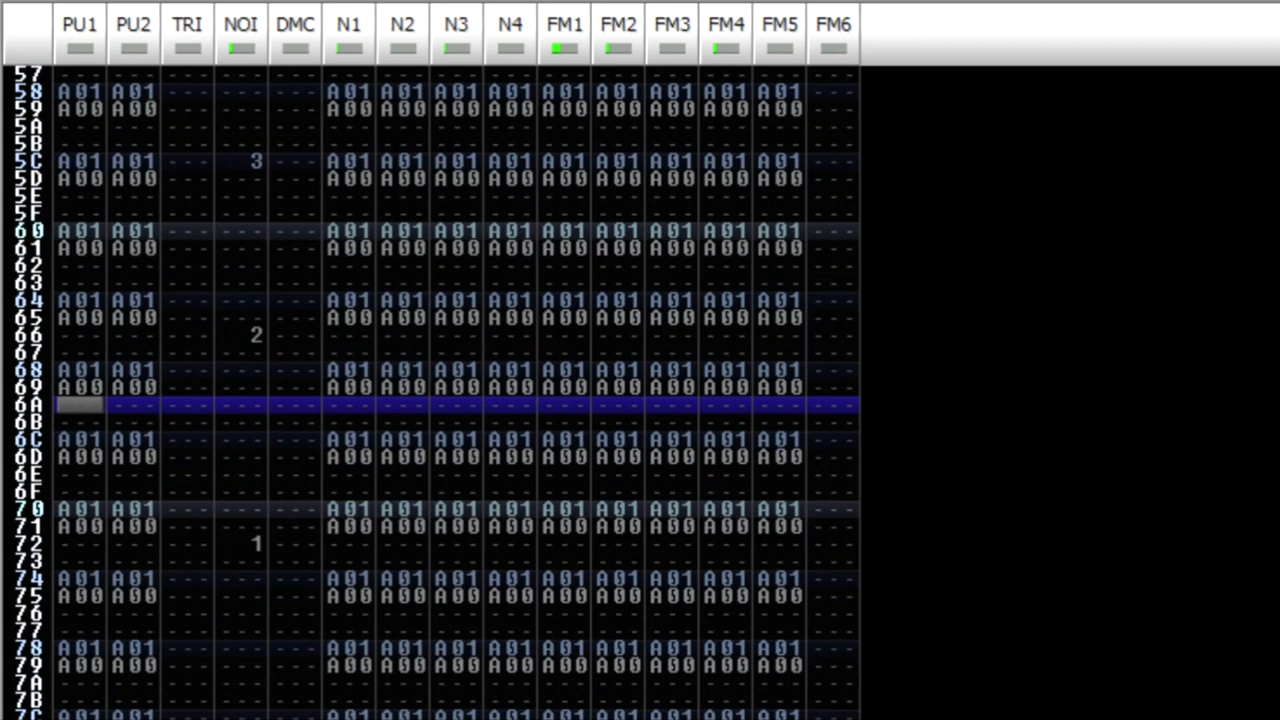 PU1 PU2 TRI NOI DMC N1 N2 N3 N4 FM1 FM2 FM3 FM4 FM5 FM6
57 --- --- --- --- --- --- --- --- --- --- --- --- --- --- ---
58 A01 A01 --- --- --- A01 A01 A01 A01 A01 A01 A01 A01 A01 ---
59 A00 A00 --- --- --- A00 A00 A00 A00 A00 A00 A00 A00 A00 ---
5A --- --- --- --- --- --- --- --- --- --- --- --- --- --- ---
5B --- --- --- --- --- --- --- --- --- --- --- --- --- --- ---
5C A01 A01 --- 3 --- A01 A01 A01 A01 A01 A01 A01 A01 A01 ---
5D A00 A00 --- --- --- A00 A00 A00 A00 A00 A00 A00 A00 A00 ---
5E --- --- --- --- --- --- --- --- --- --- --- --- --- --- ---
5F --- --- --- --- --- --- --- --- --- --- --- --- --- --- ---
60 A01 A01 --- --- --- A01 A01 A01 A01 A01 A01 A01 A01 A01 ---
61 A00 A00 --- --- --- A00 A00 A00 A00 A00 A00 A00 A00 A00 ---
62 --- --- --- --- --- --- --- --- --- --- --- --- --- --- ---
63 --- --- --- --- --- --- --- --- --- --- --- --- --- --- ---
64 A01 A01 --- --- --- A01 A01 A01 A01 A01 A01 A01 A01 A01 ---
65 A00 A00 --- --- --- A00 A00 A00 A00 A00 A00 A00 A00 A00 ---
66 --- --- --- 2 --- --- --- --- --- --- --- --- --- --- ---
67 --- --- --- --- --- --- --- --- --- --- --- --- --- --- ---
68 A01 A01 --- --- --- A01 A01 A01 A01 A01 A01 A01 A01 A01 ---
69 A00 A00 --- --- --- A00 A00 A00 A00 A00 A00 A00 A00 A00 ---
6A --- --- --- --- --- --- --- --- --- --- --- --- --- ---
6B --- --- --- --- --- --- --- --- --- --- --- --- --- --- ---
6C A01 A01 --- --- --- A01 A01 A01 A01 A01 A01 A01 A01 A01 ---
6D A00 A00 --- --- --- A00 A00 A00 A00 A00 A00 A00 A00 A00 ---
6E --- --- --- --- --- --- --- --- --- --- --- --- --- --- ---
6F --- --- --- --- --- --- --- --- --- --- --- --- --- --- ---
70 A01 A01 --- --- --- A01 A01 A01 A01 A01 A01 A01 A01 A01 ---
71 A00 A00 --- --- --- A00 A00 A00 A00 A00 A00 A00 A00 A00 ---
72 --- --- --- 1 --- --- --- --- --- --- --- --- --- --- ---
73 --- --- --- --- --- --- --- --- --- --- --- --- --- --- ---
74 A01 A01 --- --- --- A01 A01 A01 A01 A01 A01 A01 A01 A01 ---
75 A00 A00 --- --- --- A00 A00 A00 A00 A00 A00 A00 A00 A00 ---
76 --- --- --- --- --- --- --- --- --- --- --- --- --- --- ---
77 --- --- --- --- --- --- --- --- --- --- --- --- --- --- ---
78 A01 A01 --- --- --- A01 A01 A01 A01 A01 A01 A01 A01 A01 ---
79 A00 A00 --- --- --- A00 A00 A00 A00 A00 A00 A00 A00 A00 ---
7A --- --- --- --- --- --- --- --- --- --- --- --- --- --- ---
7B --- --- --- --- --- --- --- --- --- --- --- --- --- --- ---
7C A01 A01 --- --- --- A01 A01 A01 A01 A01 A01 A01 A01 A01 ---